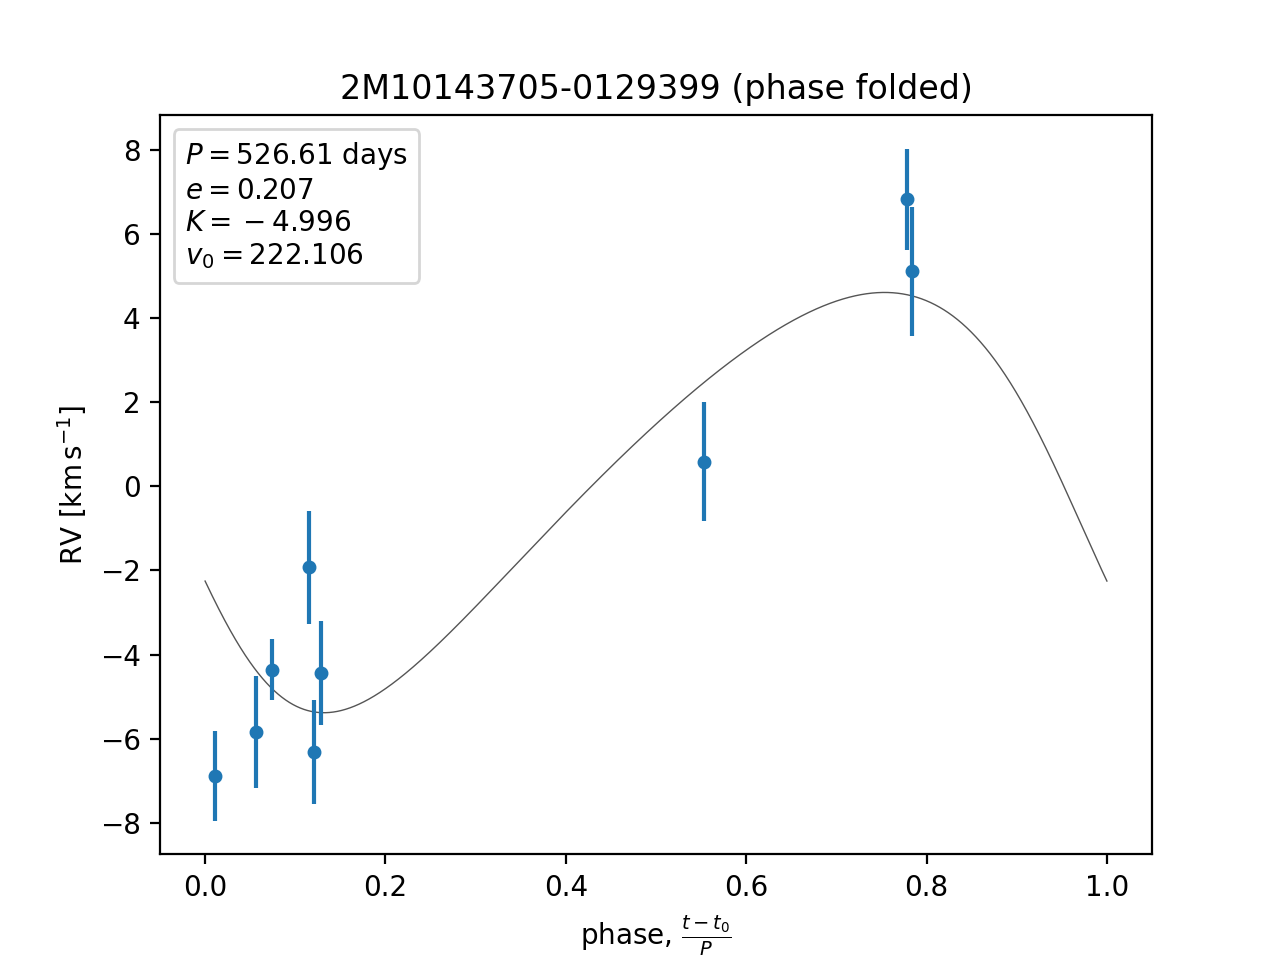 2M10143705-0129399 (phase folded)
P = 526.61 days
e = 0.207
K = −4.996
v₀ = 222.106
8
6
4
2
0
−2
−4
−6
−8
RV [km s⁻¹]
0.0 0.2 0.4 0.6 0.8 1.0
phase, (t − t₀)/P